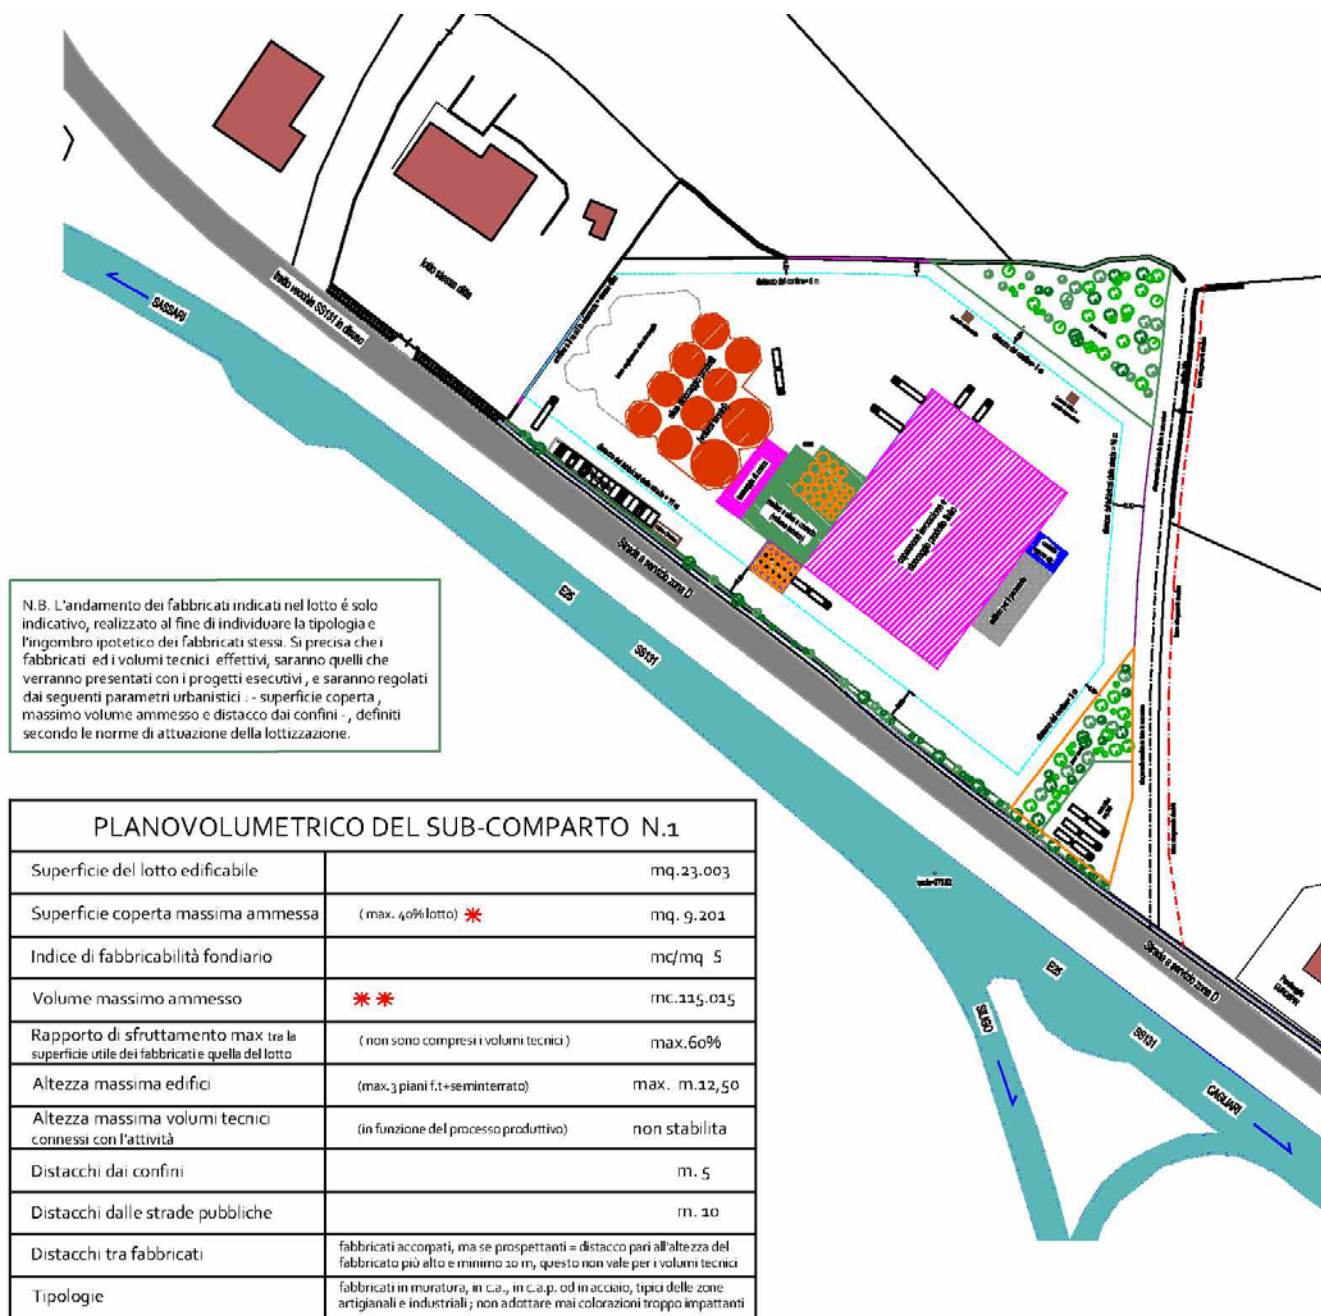 lotto stessa ditta
tratto vecchia SS131 in disuso
SASSARI
distacco dai confini= 5 m
Strada a servizio zona D
E25
SS131
N.B. L'andamento dei fabbricati indicati nel lotto é solo
indicativo, realizzato al fine di individuare la tipologia e
l'ingombro ipotetico dei fabbricati stessi. Si precisa che i
fabbricati ed i volumi tecnici effettivi, saranno quelli che
verranno presentati con i progetti esecutivi , e saranno regolati
dai seguenti parametri urbanistici : - superficie coperta ,
massimo volume ammesso e distacco dai confini - , definiti
secondo le norme di attuazione della lottizzazione.
E25
SS131
Strada a servizio zona D
SILIGO
CAGLIARI
PLANOVOLUMETRICO DEL SUB-COMPARTO N.1
Superficie del lotto edificabile mq.23.003
Superficie coperta massima ammessa ( max. 40% lotto) * mq. 9.201
Indice di fabbricabilità fondiario mc/mq 5
Volume massimo ammesso ** mc.115.015
Rapporto di sfruttamento max tra la
superficie utile dei fabbricati e quella del lotto ( non sono compresi i volumi tecnici ) max.60%
Altezza massima edifici (max.3 piani f.t+seminterrato) max. m.12,50
Altezza massima volumi tecnici
connessi con l'attività (in funzione del processo produttivo) non stabilita
Distacchi dai confini m. 5
Distacchi dalle strade pubbliche m. 10
Distacchi tra fabbricati fabbricati accorpati, ma se prospettanti = distacco pari all'altezza del
fabbricato più alto e minimo 10 m, questo non vale per i volumi tecnici
Tipologie fabbricati in muratura, in c.a., in c.a.p. od in acciaio, tipici delle zone
artigianali e industriali ; non adottare mai colorazioni troppo impattanti